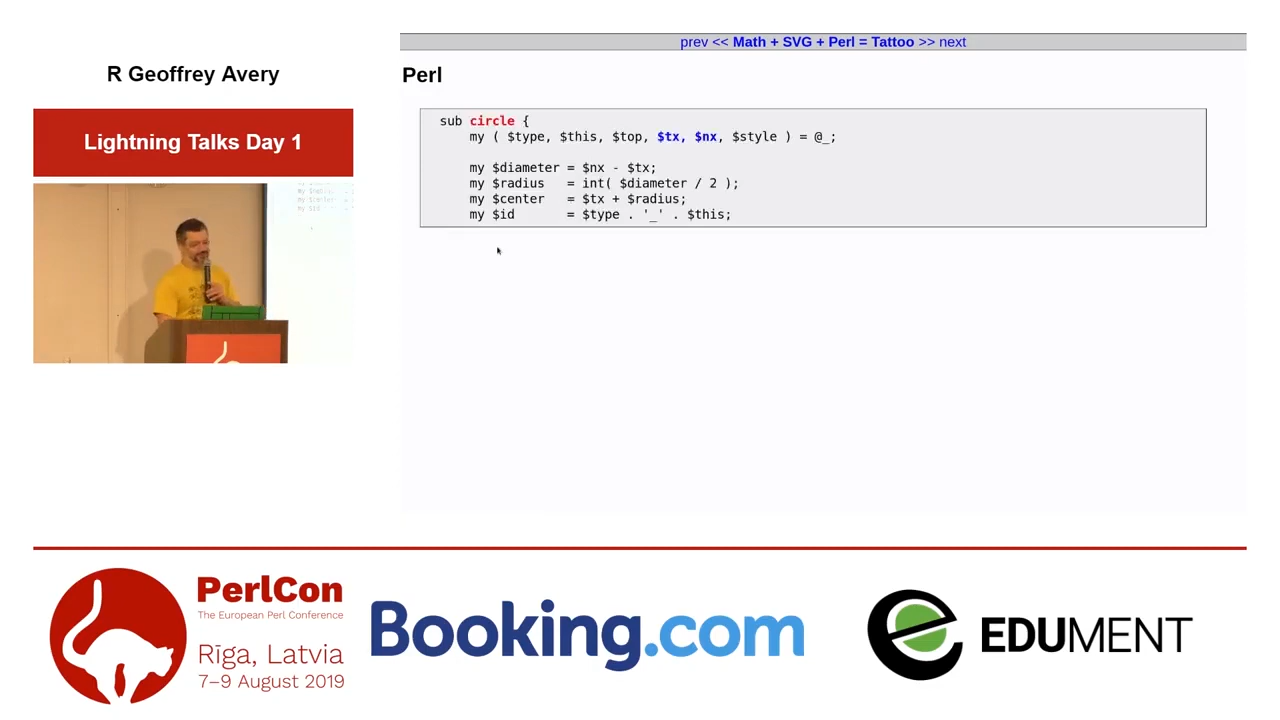 R Geoffrey Avery
Lightning Talks Day 1
prev << Math + SVG + Perl = Tattoo >> next
Perl
sub circle {
my ( $type, $this, $top, $tx, $nx, $style ) = @_;
my $diameter = $nx - $tx;
my $radius   = int( $diameter / 2 );
my $center   = $tx + $radius;
my $id       = $type . '_' . $this;
PerlCon
The European Perl Conference
Rīga, Latvia
7–9 August 2019
Booking.com
EDUMENT